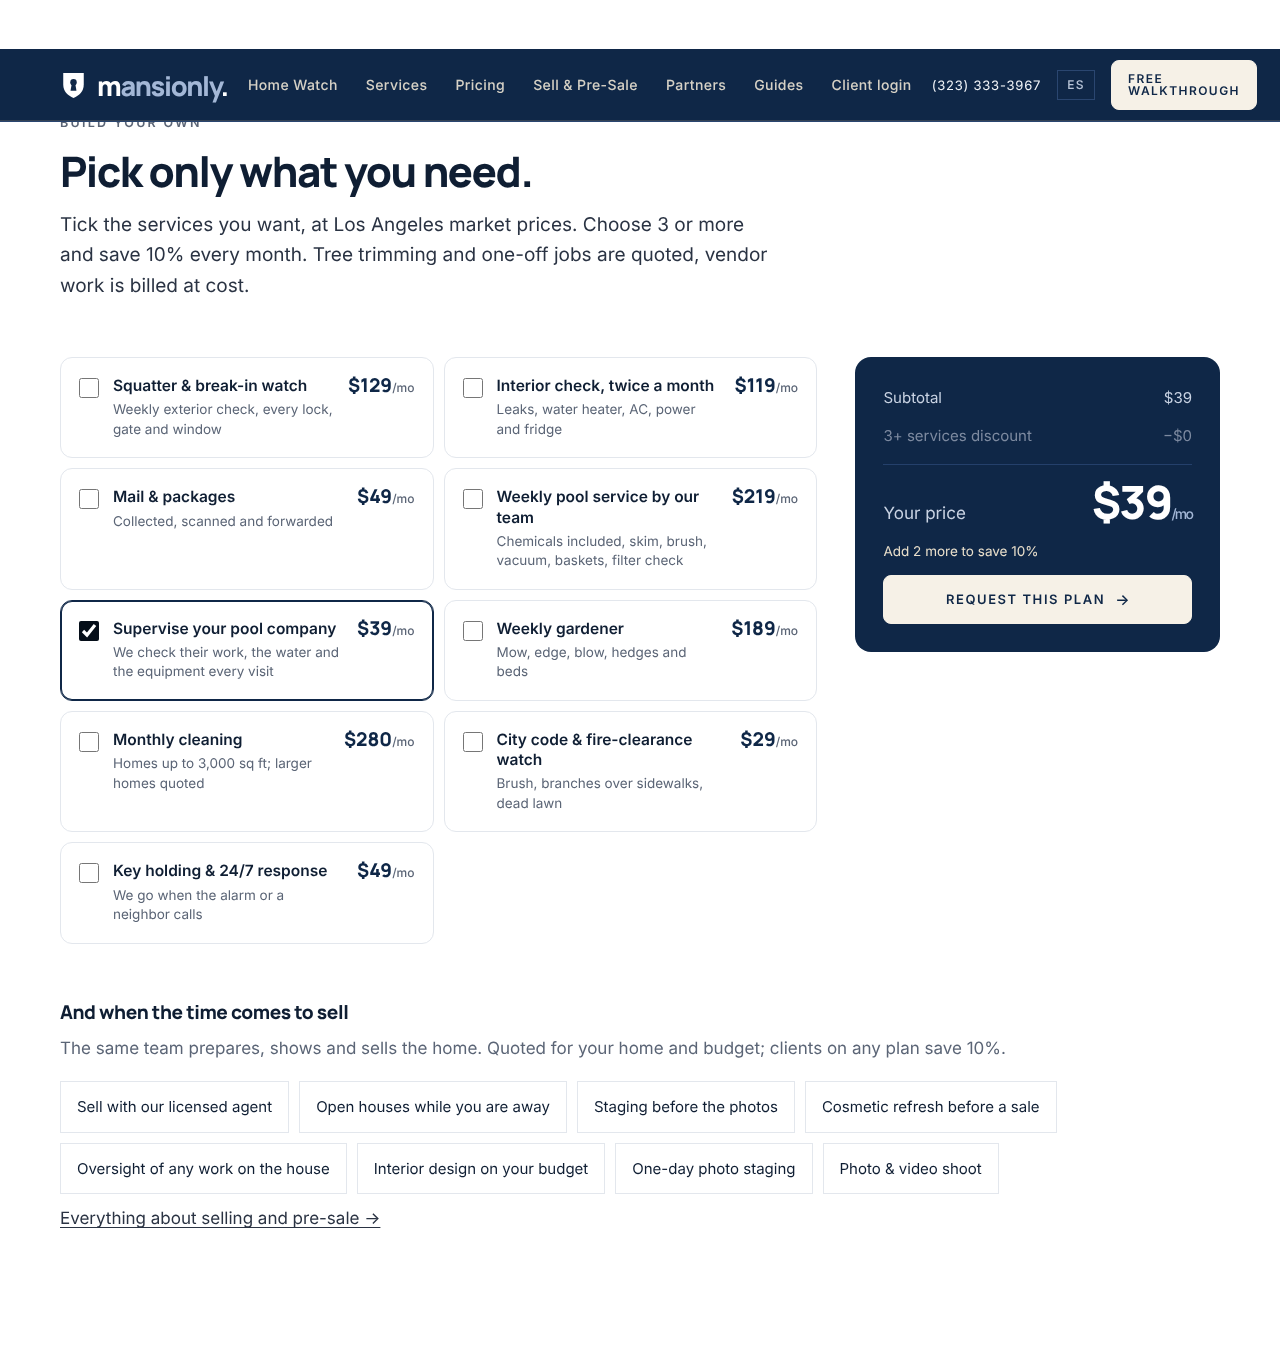 mansionly.
Home Watch
Services
Pricing
Sell & Pre-Sale
Partners
Guides
Client login
(323) 333-3967
ES
FREE
WALKTHROUGH
BUILD YOUR OWN
Pick only what you need.
Tick the services you want, at Los Angeles market prices. Choose 3 or more
and save 10% every month. Tree trimming and one-off jobs are quoted, vendor
work is billed at cost.
Squatter & break-in watch
$129/mo
Weekly exterior check, every lock,
gate and window
Interior check, twice a month
$119/mo
Leaks, water heater, AC, power
and fridge
Mail & packages
$49/mo
Collected, scanned and forwarded
Weekly pool service by our
team
$219/mo
Chemicals included, skim, brush,
vacuum, baskets, filter check
Supervise your pool company
$39/mo
We check their work, the water and
the equipment every visit
Weekly gardener
$189/mo
Mow, edge, blow, hedges and
beds
Monthly cleaning
$280/mo
Homes up to 3,000 sq ft; larger
homes quoted
City code & fire-clearance
watch
$29/mo
Brush, branches over sidewalks,
dead lawn
Key holding & 24/7 response
$49/mo
We go when the alarm or a
neighbor calls
Subtotal
$39
3+ services discount
−$0
Your price
$39/mo
Add 2 more to save 10%
REQUEST THIS PLAN →
And when the time comes to sell
The same team prepares, shows and sells the home. Quoted for your home and budget; clients on any plan save 10%.
Sell with our licensed agent
Open houses while you are away
Staging before the photos
Cosmetic refresh before a sale
Oversight of any work on the house
Interior design on your budget
One-day photo staging
Photo & video shoot
Everything about selling and pre-sale →